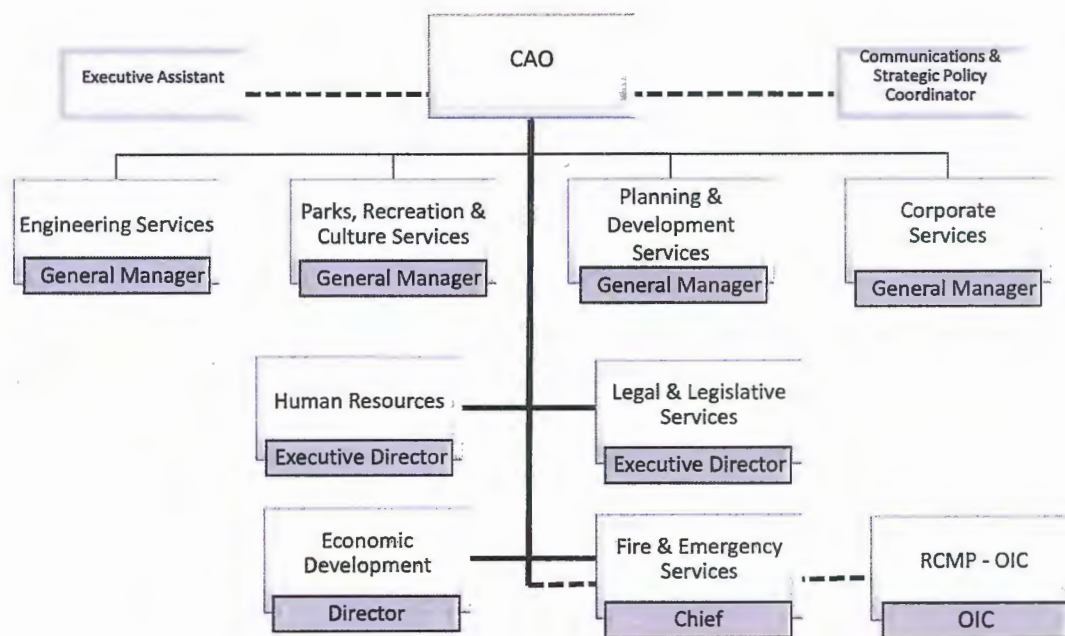 CAO
Executive Assistant
Communications &
Strategic Policy
Coordinator
Engineering Services
General Manager
Parks, Recreation &
Culture Services
General Manager
Planning &
Development
Services
General Manager
Corporate
Services
General Manager
Human Resources
Executive Director
Legal & Legislative
Services
Executive Director
Economic
Development
Director
Fire & Emergency
Services
Chief
RCMP - OIC
OIC